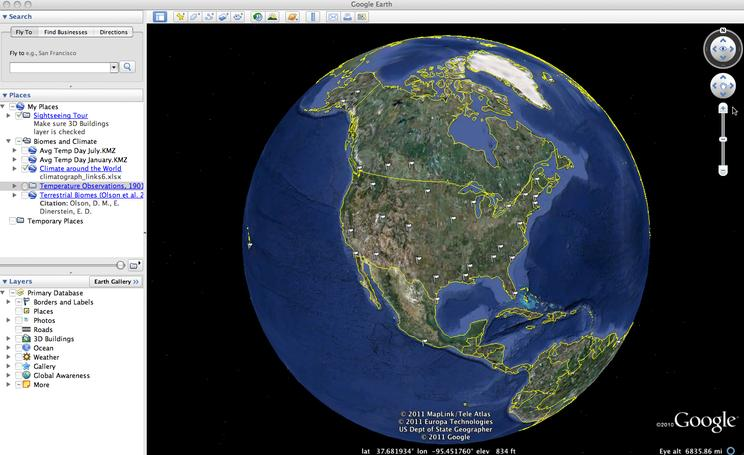 Google Earth
Search
Fly To
Find Businesses
Directions
Fly to e.g., San Francisco
Places
My Places
Sightseeing Tour
Make sure 3D Buildings
layer is checked
Biomes and Climate
Avg Temp Day July.KMZ
Avg Temp Day January.KMZ
Climate around the World
climatograph_links6.xlsx
Temperature Observations, 190
Terrestrial Biomes (Olson et al. 2
Citation: Olson, D. M., E.
Dinerstein, E. D.
Temporary Places
Layers
Earth Gallery >>
Primary Database
Borders and Labels
Places
Photos
Roads
3D Buildings
Ocean
Weather
Gallery
Global Awareness
More
N
© 2011 MapLink/Tele Atlas
© 2011 Europa Technologies
US Dept of State Geographer
© 2011 Google
©2010 Google
lat 37.681934° lon -95.451760° elev 834 ft
Eye alt 6835.86 mi